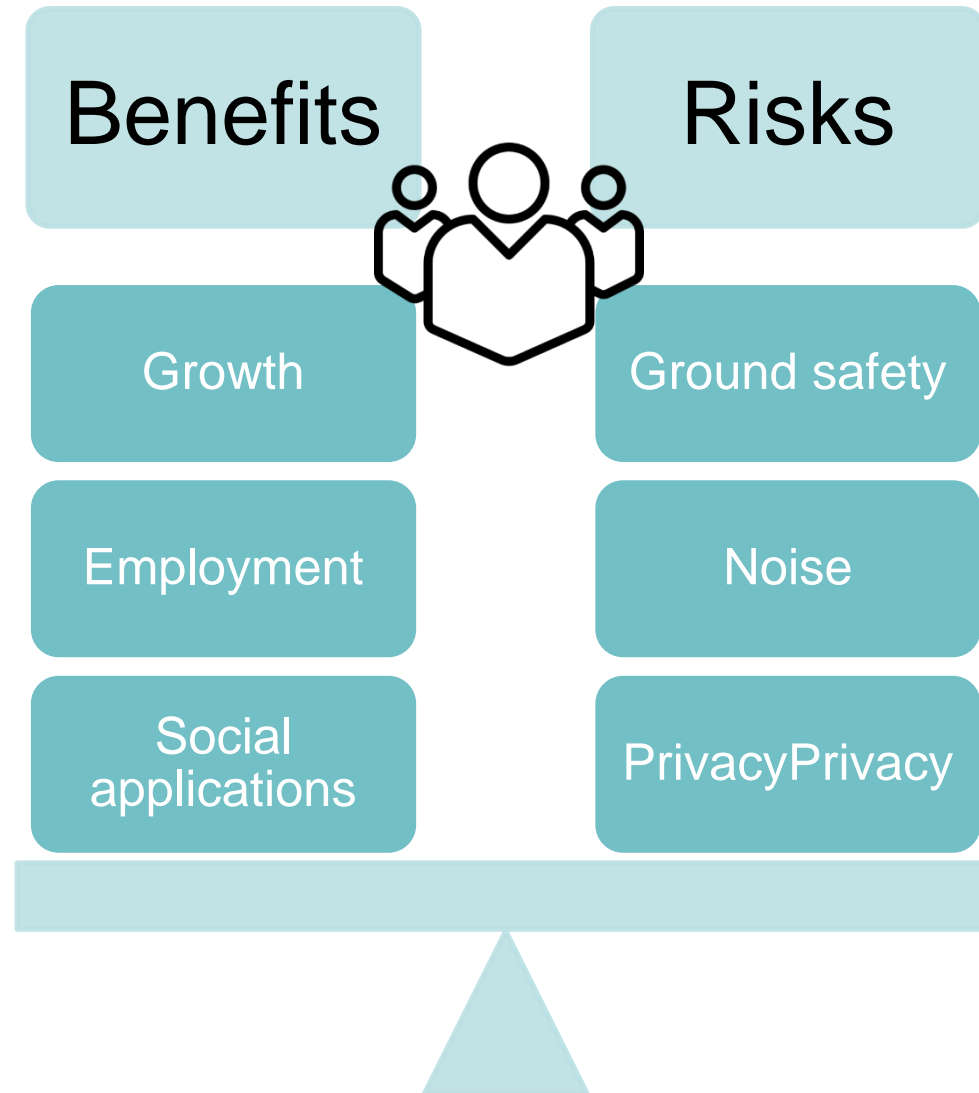 Benefits
Risks
Growth
Ground safety
Employment
Noise
Social
applications
PrivacyPrivacy